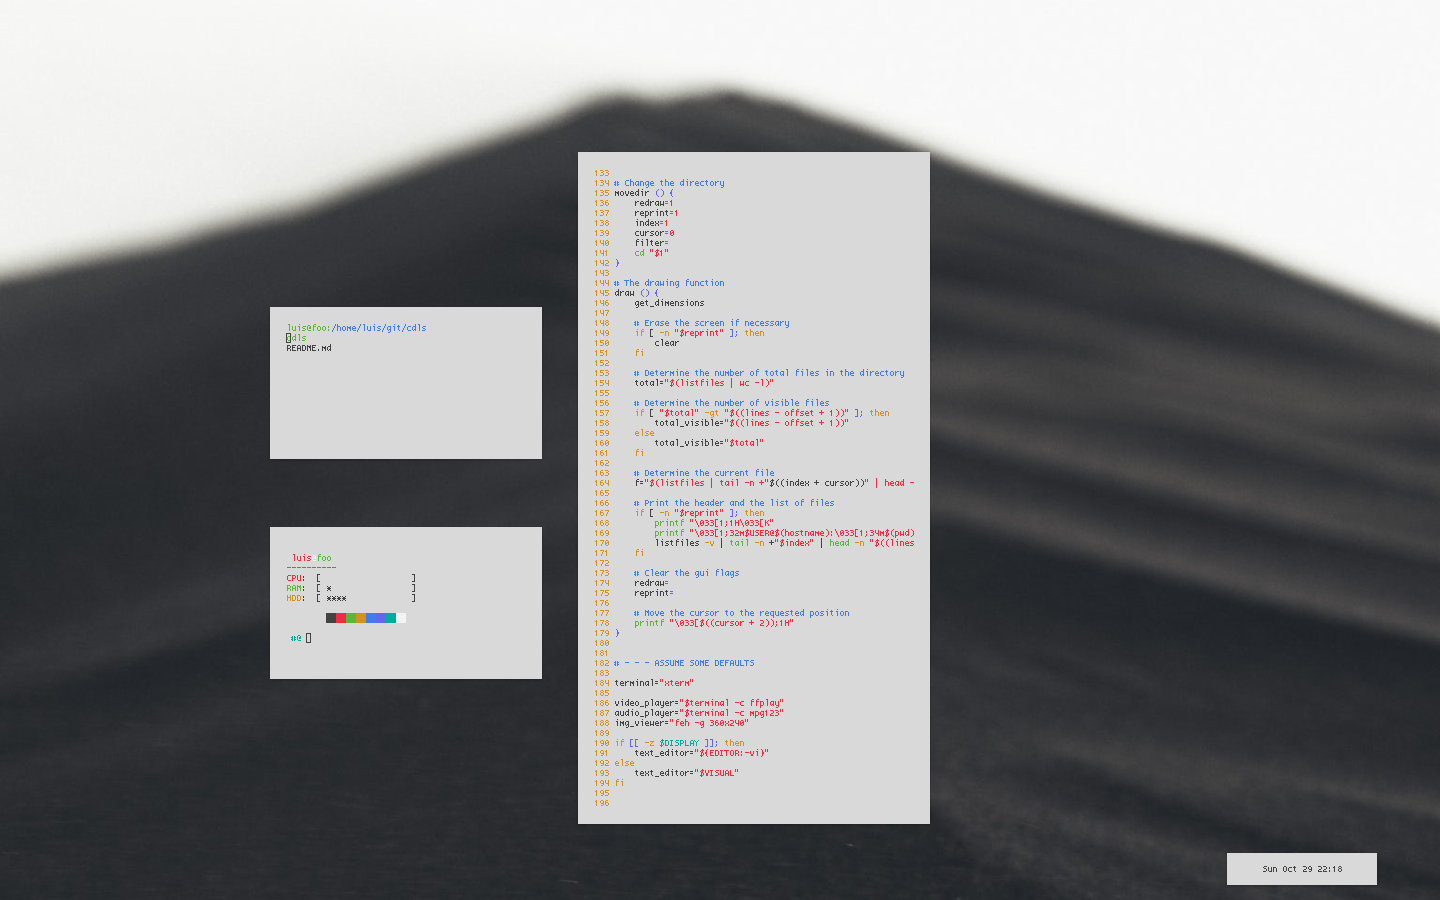 luis@foo:/home/luis/git/cdls
cdls
README.md
luis foo
----------
CPU: [ ]
RAM: [ * ]
HDD: [ **** ]
#@
133
134 # Change the directory
135 movedir () {
136 redraw=1
137 reprint=1
138 index=1
139 cursor=0
140 filter=
141 cd "$1"
142 }
143
144 # The drawing function
145 draw () {
146 get_dimensions
147
148 # Erase the screen if necessary
149 if [ -n "$reprint" ]; then
150 clear
151 fi
152
153 # Determine the number of total files in the directory
154 total="$(listfiles | wc -l)"
155
156 # Determine the number of visible files
157 if [ "$total" -gt "$((lines - offset + 1))" ]; then
158 total_visible="$((lines - offset + 1))"
159 else
160 total_visible="$total"
161 fi
162
163 # Determine the current file
164 f="$(listfiles | tail -n +"$((index + cursor))" | head -
165
166 # Print the header and the list of files
167 if [ -n "$reprint" ]; then
168 printf "\033[1;1H\033[K"
169 printf "\033[1;32m$USER@$(hostname):\033[1;34m$(pwd)
170 listfiles -v | tail -n +"$index" | head -n "$((lines
171 fi
172
173 # Clear the gui flags
174 redraw=
175 reprint=
176
177 # Move the cursor to the requested position
178 printf "\033[$((cursor + 2));1H"
179 }
180
181
182 # - - - ASSUME SOME DEFAULTS
183
184 terminal="xterm"
185
186 video_player="$terminal -c ffplay"
187 audio_player="$terminal -c mpg123"
188 img_viewer="feh -g 360x240"
189
190 if [[ -z $DISPLAY ]]; then
191 text_editor="${EDITOR:-vi}"
192 else
193 text_editor="$VISUAL"
194 fi
195
196
Sun Oct 29 22:18